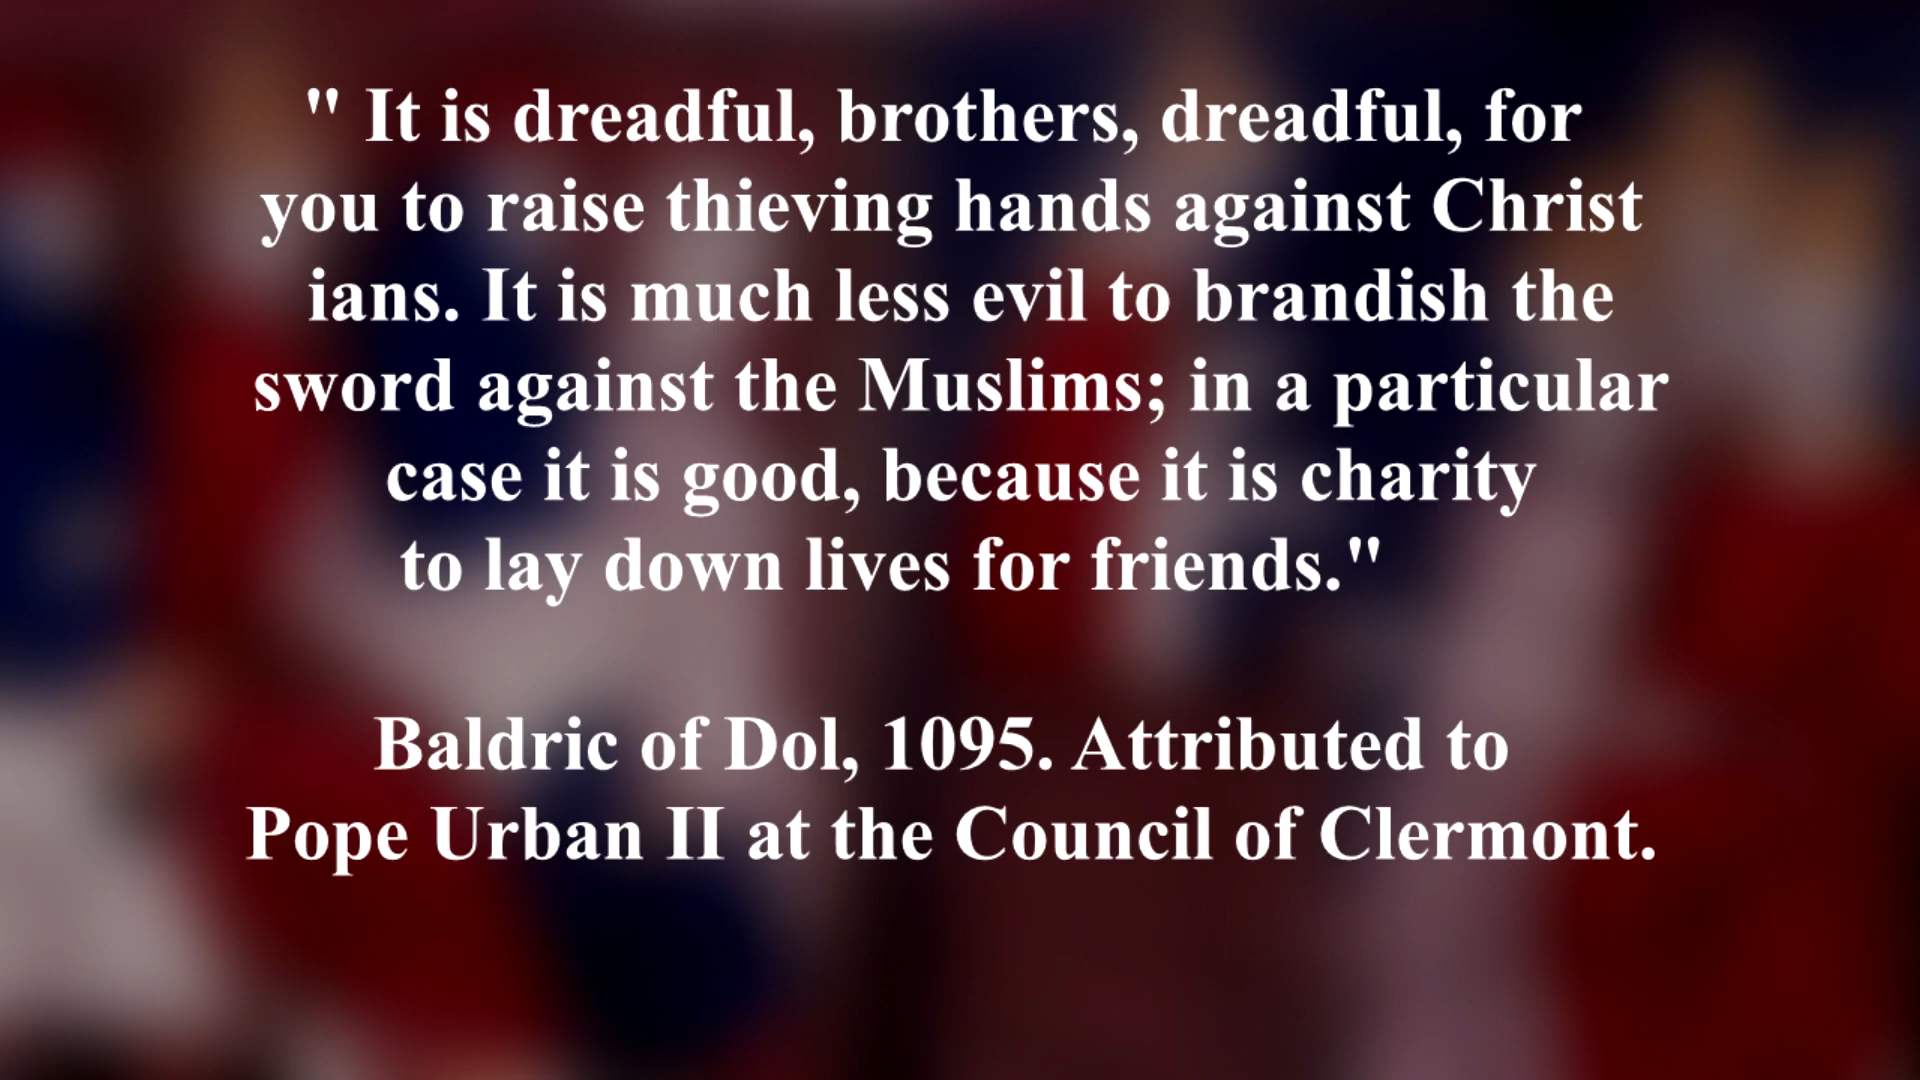 " It is dreadful, brothers, dreadful, for
you to raise thieving hands against Christ
ians. It is much less evil to brandish the
sword against the Muslims; in a particular
case it is good, because it is charity
to lay down lives for friends."
Baldric of Dol, 1095. Attributed to
Pope Urban II at the Council of Clermont.